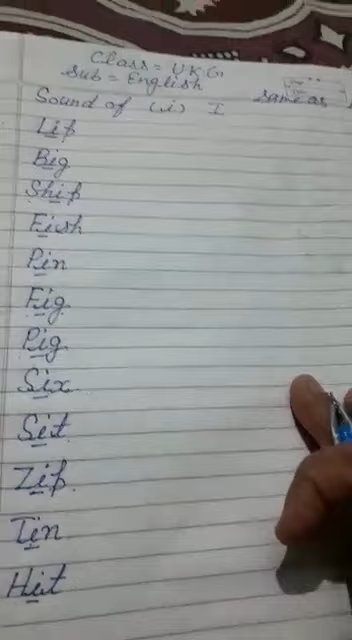 Class = U.K.G
Sub = English
Sound of (i) I same as
Lip
Big
Ship
Fish
Pin
Fig
Pig
Six
Sit
Zip
Tin
Hit